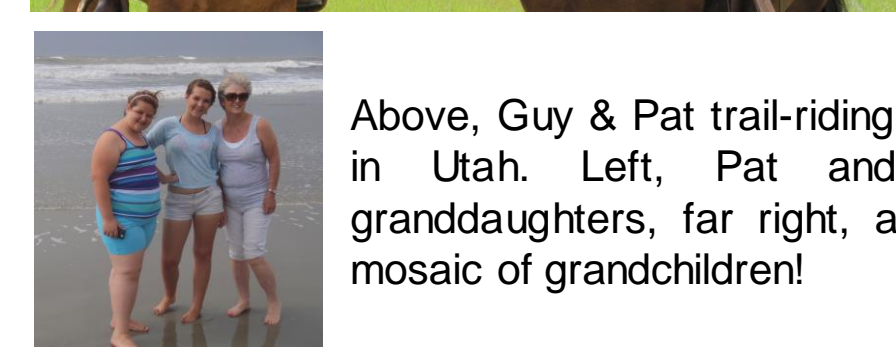 Above, Guy & Pat trail-riding
in Utah. Left, Pat and
granddaughters, far right, a
mosaic of grandchildren!